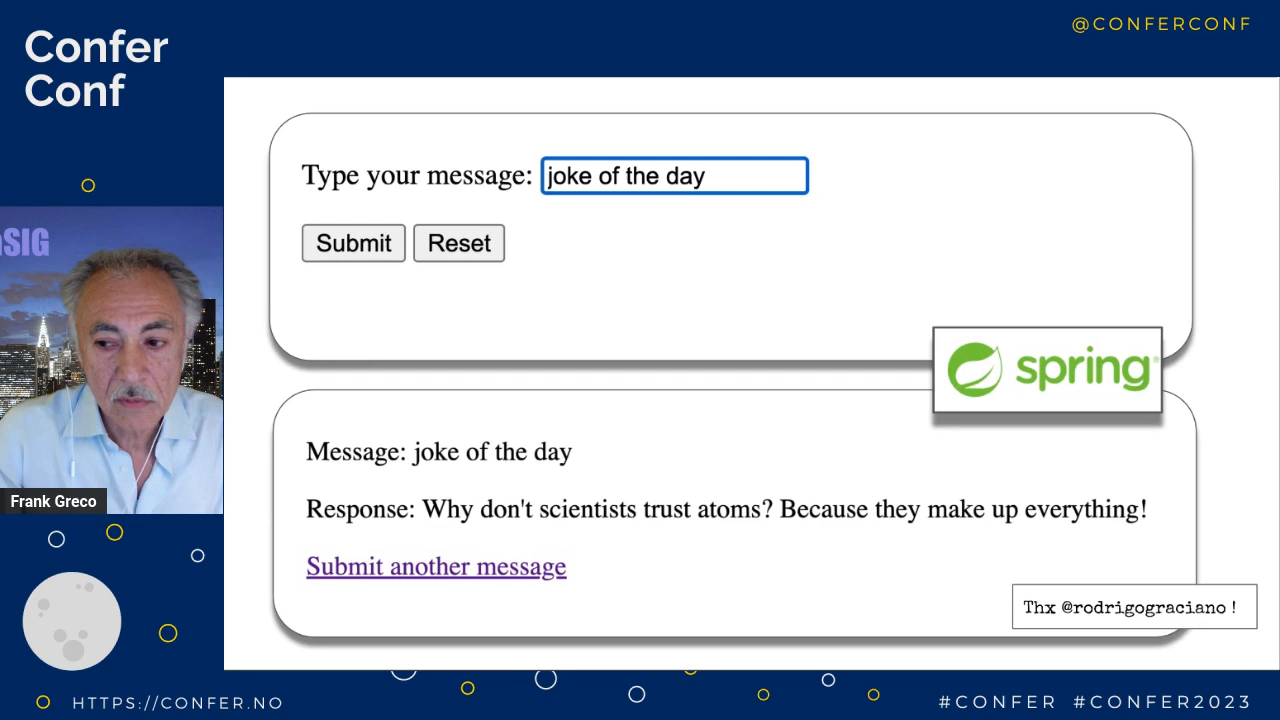 Confer
Conf
@CONFERCONF
Type your message: joke of the day
Submit Reset
spring
SIG
Frank Greco
Message: joke of the day
Response: Why don't scientists trust atoms? Because they make up everything!
Submit another message
Thx @rodrigograciano !
HTTPS://CONFER.NO
#CONFER #CONFER2023